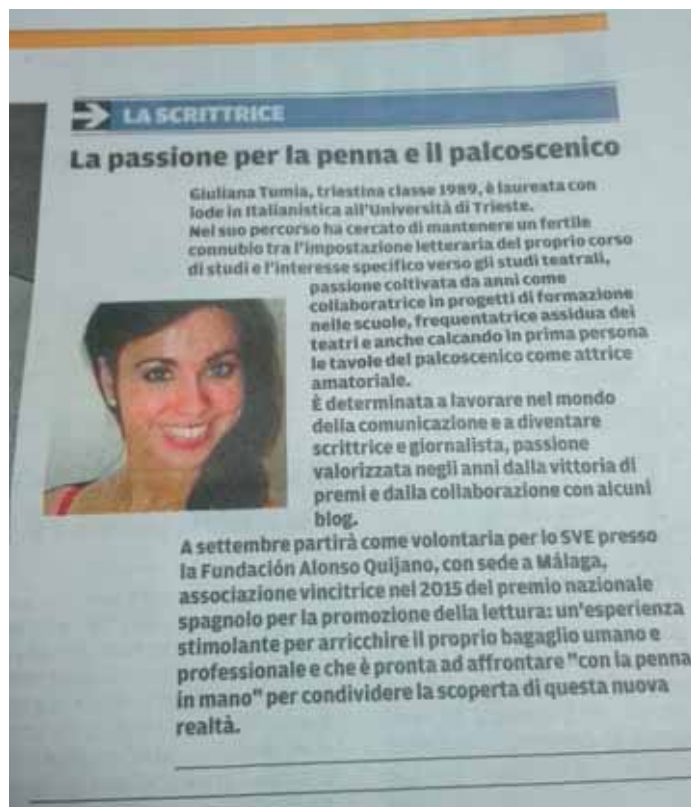 LA SCRITTRICE
La passione per la penna e il palcoscenico
Giuliana Tumia, triestina classe 1989, è laureata con
lode in Italianistica all'Università di Trieste.
Nel suo percorso ha cercato di mantenere un fertile
connubio tra l'impostazione letteraria del proprio corso
di studi e l'interesse specifico verso gli studi teatrali,
passione coltivata da anni come
collaboratrice in progetti di formazione
nelle scuole, frequentatrice assidua dei
teatri e anche calcando in prima persona
le tavole del palcoscenico come attrice
amatoriale.
È determinata a lavorare nel mondo
della comunicazione e a diventare
scrittrice e giornalista, passione
valorizzata negli anni dalla vittoria di
premi e dalla collaborazione con alcuni
blog.
A settembre partirà come volontaria per lo SVE presso
la Fundación Alonso Quijano, con sede a Málaga,
associazione vincitrice nel 2015 del premio nazionale
spagnolo per la promozione della lettura: un'esperienza
stimolante per arricchire il proprio bagaglio umano e
professionale e che è pronta ad affrontare "con la penna
in mano" per condividere la scoperta di questa nuova
realtà.